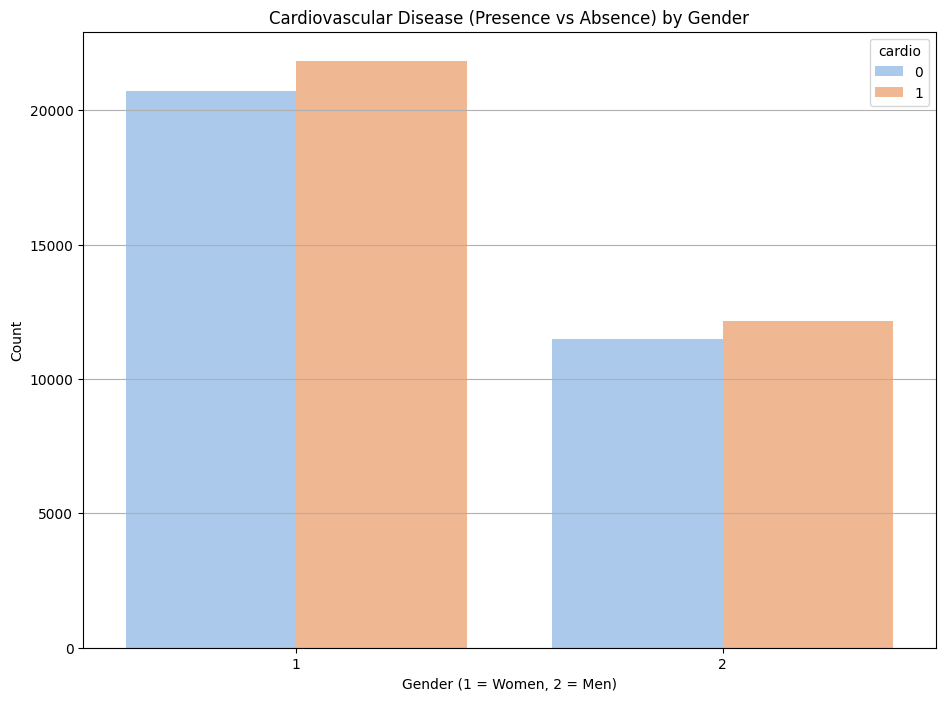 Cardiovascular Disease (Presence vs Absence) by Gender
cardio
0
1
20000
15000
10000
5000
0
Count
1
2
Gender (1 = Women, 2 = Men)